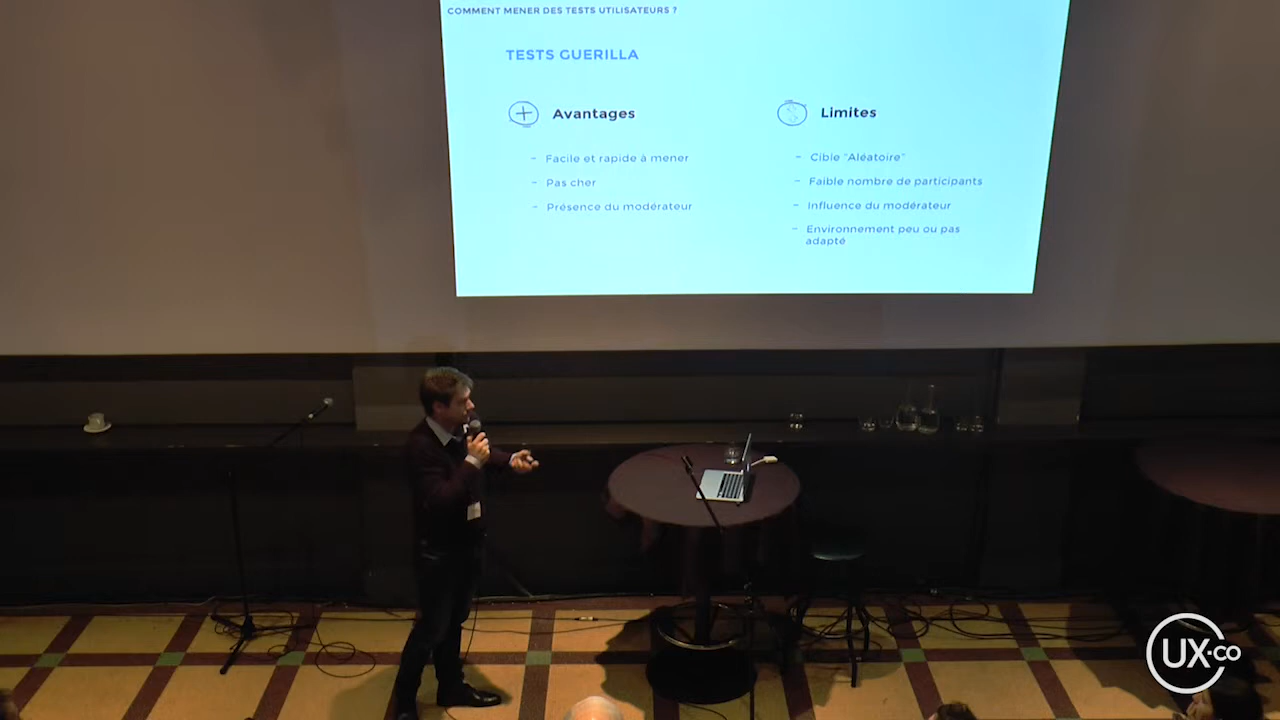 COMMENT MENER DES TESTS UTILISATEURS ?
TESTS GUERILLA
Avantages
- Facile et rapide à mener
- Pas cher
- Présence du modérateur
Limites
- Cible "Aléatoire"
- Faible nombre de participants
- Influence du modérateur
- Environnement peu ou pas
adapté
UX-CO